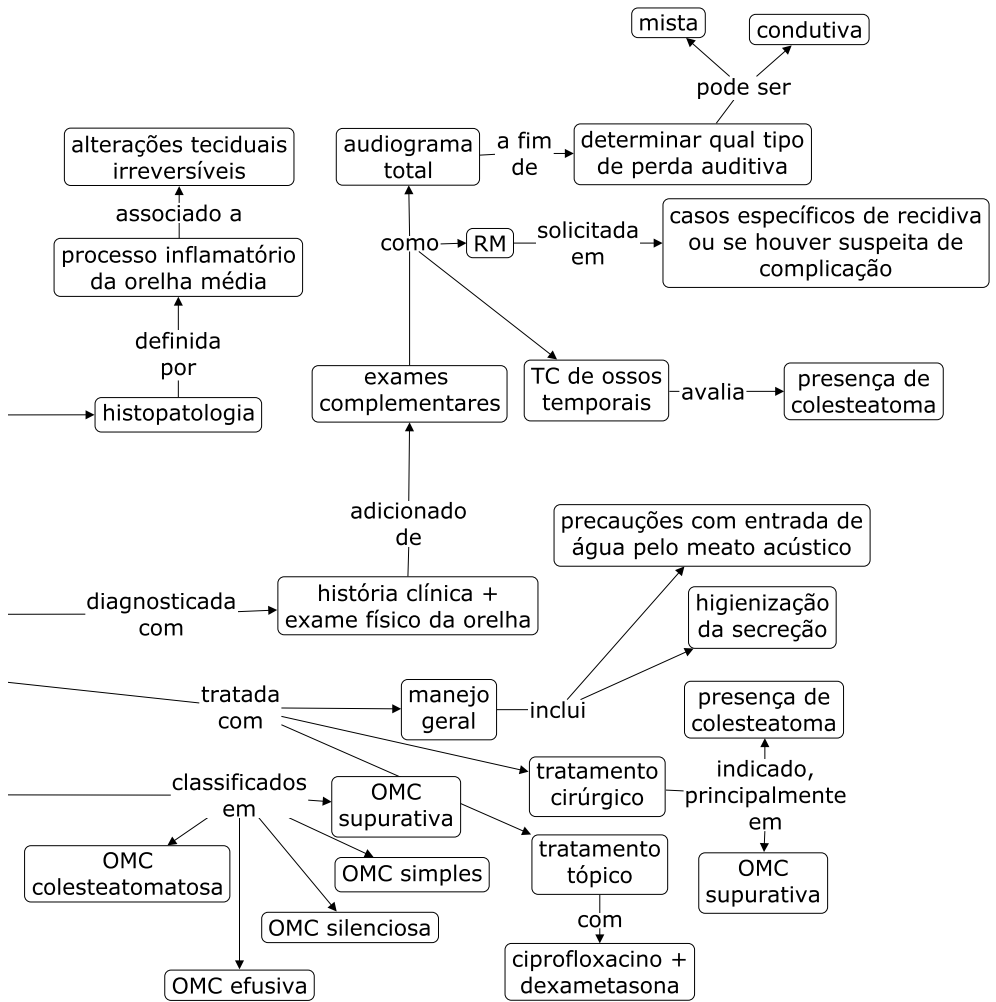 mista
condutiva
pode ser
alterações teciduais
irreversíveis
audiograma
total
a fim
de
determinar qual tipo
de perda auditiva
associado a
processo inflamatório
da orelha média
como
RM
solicitada
em
casos específicos de recidiva
ou se houver suspeita de
complicação
definida
por
histopatologia
exames
complementares
TC de ossos
temporais
avalia
presença de
colesteatoma
adicionado
de
precauções com entrada de
água pelo meato acústico
diagnosticada
com
história clínica +
exame físico da orelha
higienização
da secreção
tratada
com
manejo
geral
inclui
presença de
colesteatoma
tratamento
cirúrgico
indicado,
principalmente
em
classificados
em
OMC
supurativa
OMC
colesteatomatosa
OMC simples
tratamento
tópico
OMC
supurativa
OMC silenciosa
com
OMC efusiva
ciprofloxacino +
dexametasona